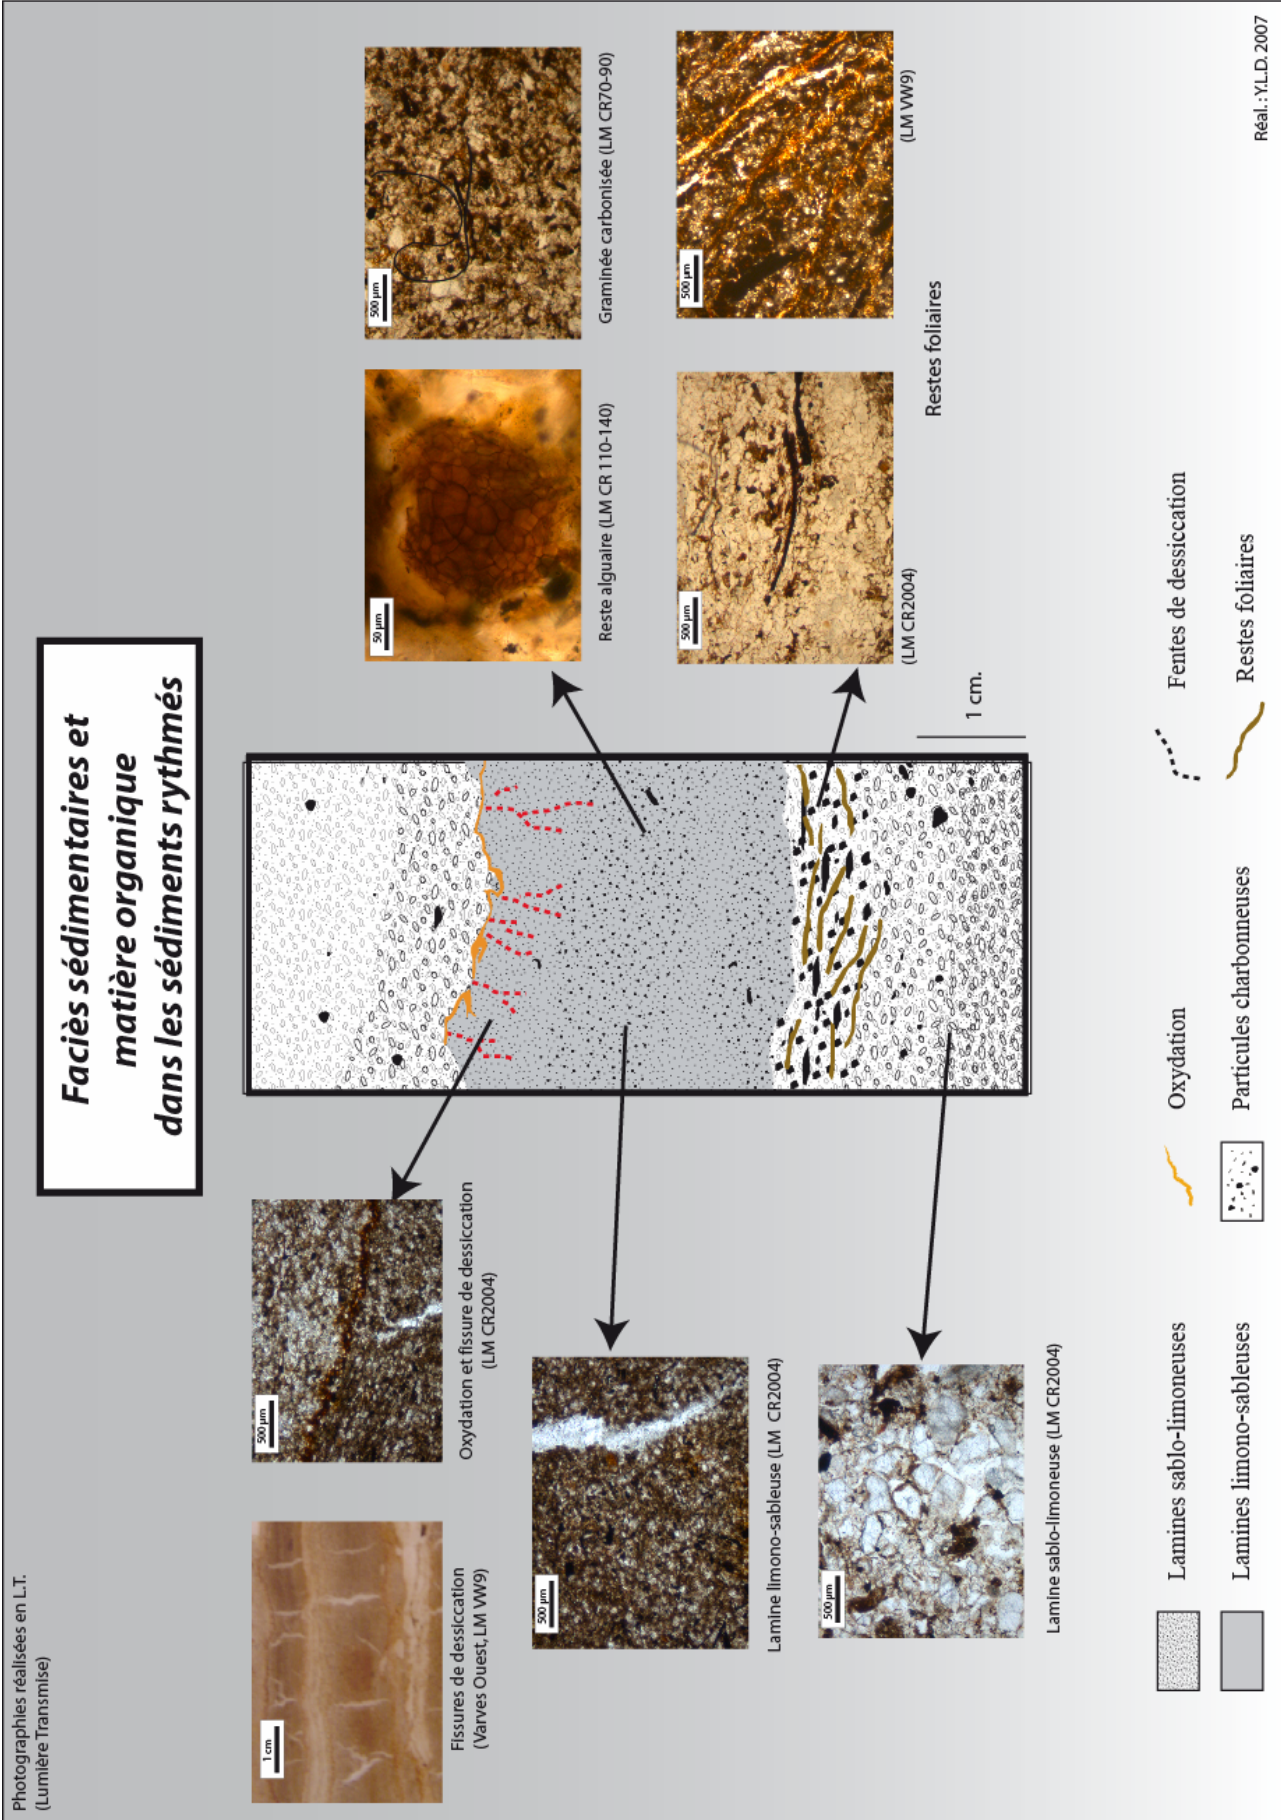 Photographies réalisées en L.T.
(Lumière Transmise)
Faciès sédimentaires et
matière organique
dans les sédiments rythmés
1 cm
Fissures de dessiccation
(Varves Ouest, LM VW9)
500 µm
Oxydation et fissure de dessiccation
(LM CR2004)
500 µm
Lamine limono-sableuse (LM CR2004)
500 µm
Lamine sablo-limoneuse (LM CR2004)
50 µm
Reste alguaire (LM CR 110-140)
500 µm
Graminée carbonisée (LM CR70-90)
500 µm
(LM CR2004)
500 µm
(LM VW9)
Restes foliaires
1 cm.
Lamines sablo-limoneuses
Oxydation
Fentes de dessiccation
Lamines limono-sableuses
Particules charbonneuses
Restes foliaires
Réal. : Y.L.D. 2007